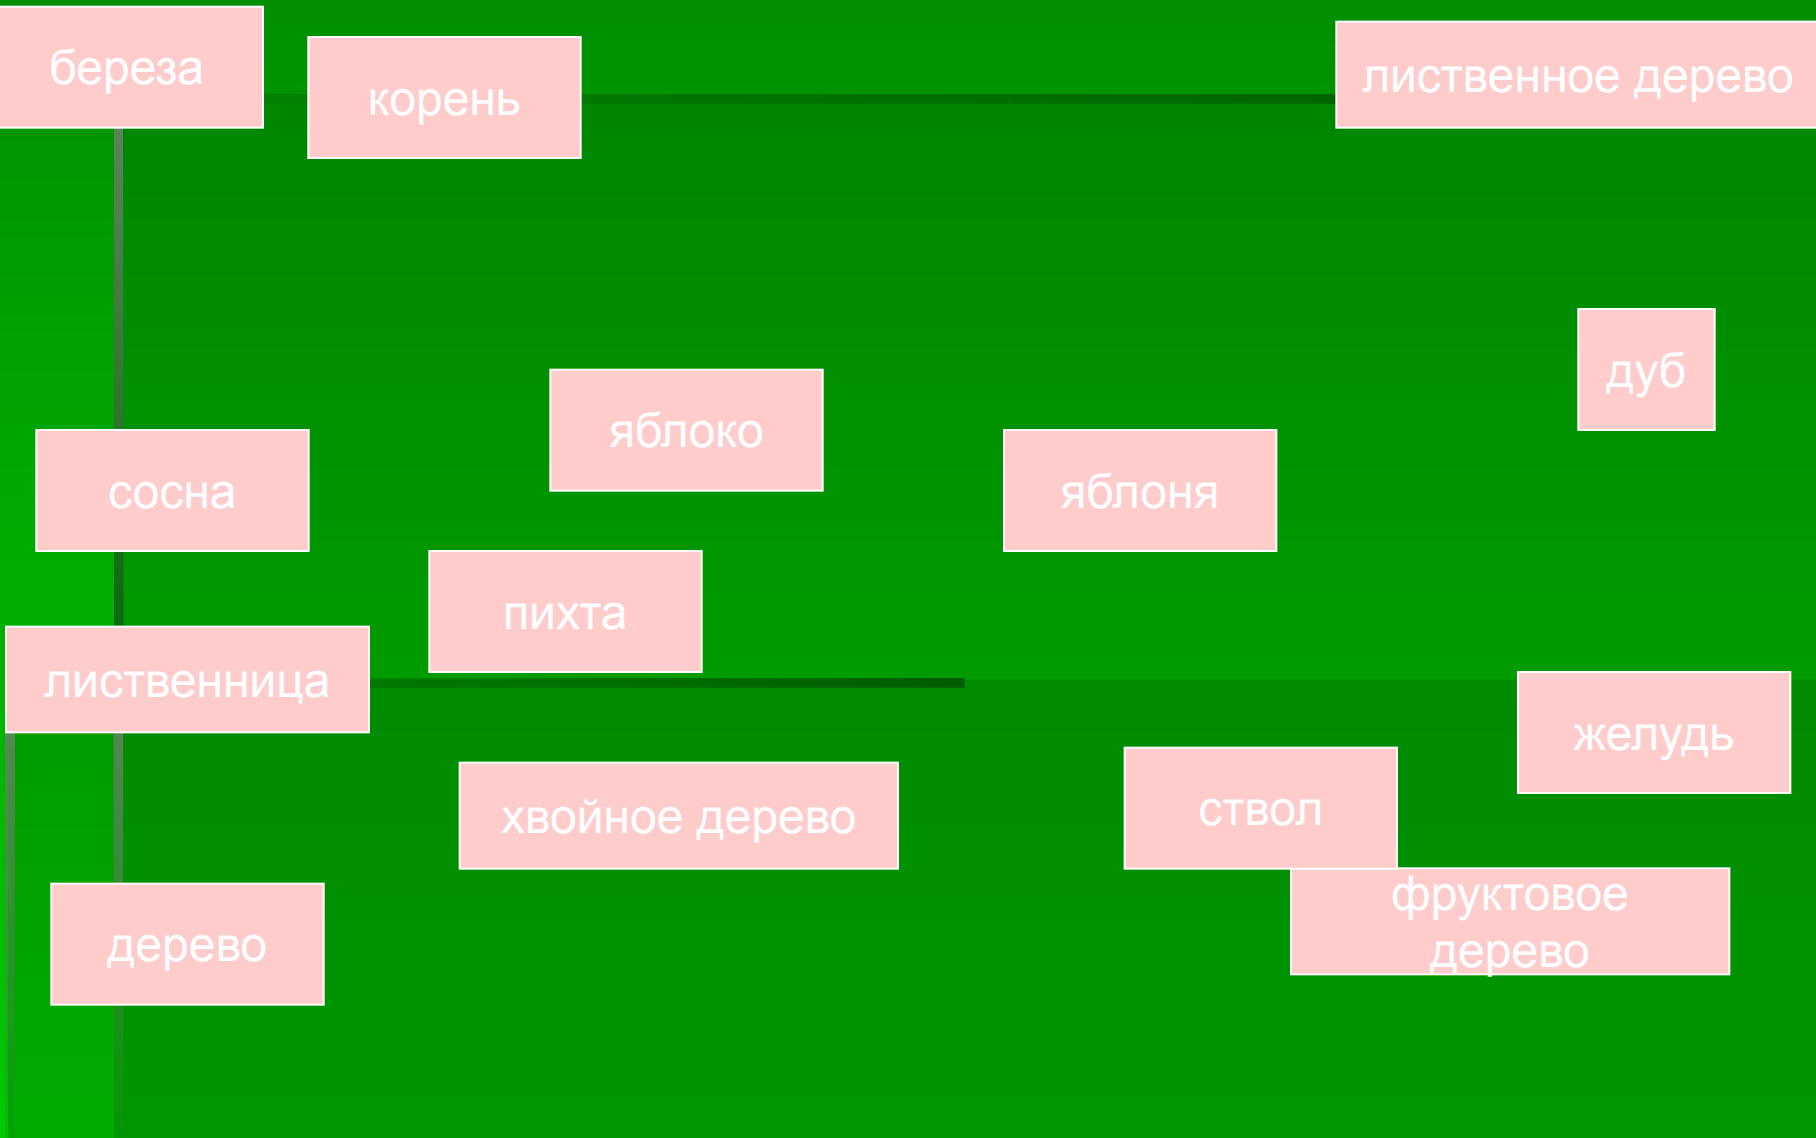 береза
корень
лиственное дерево
дуб
яблоко
сосна
яблоня
пихта
лиственница
желудь
хвойное дерево
ствол
фруктовое
дерево
дерево